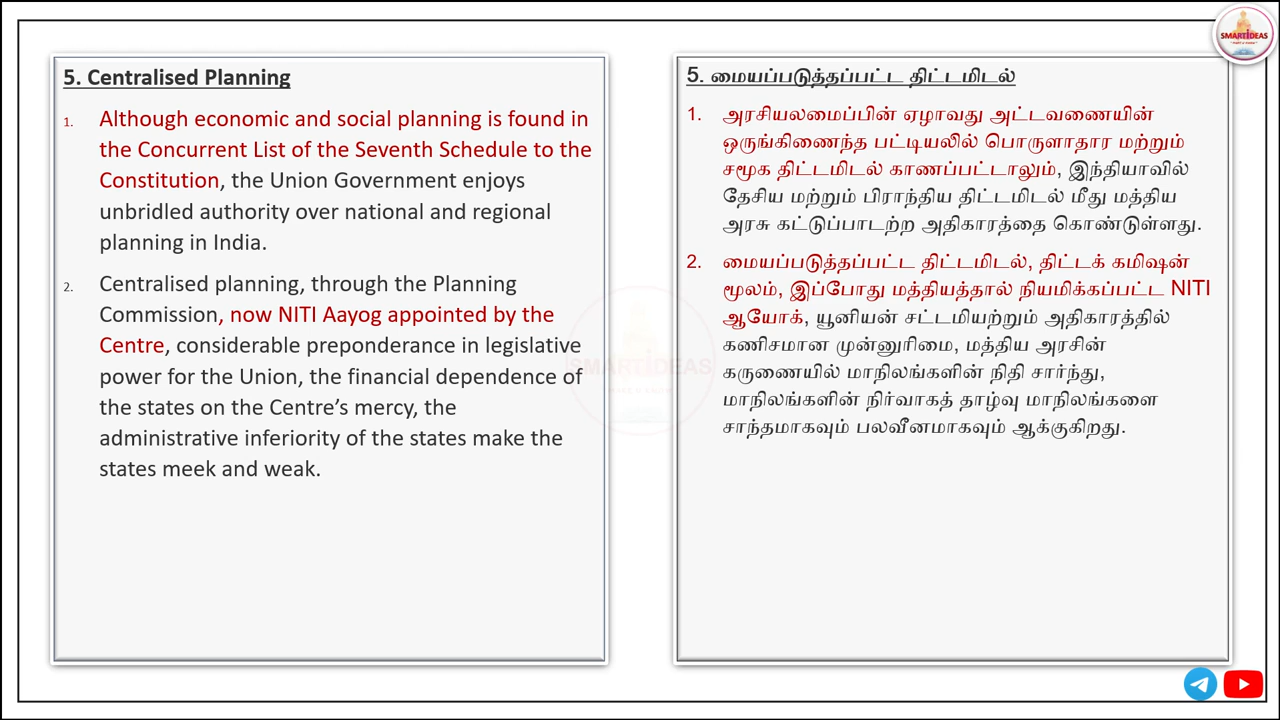 SMARTIDEAS
5. Centralised Planning
1. Although economic and social planning is found in
the Concurrent List of the Seventh Schedule to the
Constitution, the Union Government enjoys
unbridled authority over national and regional
planning in India.
2. Centralised planning, through the Planning
Commission, now NITI Aayog appointed by the
Centre, considerable preponderance in legislative
power for the Union, the financial dependence of
the states on the Centre’s mercy, the
administrative inferiority of the states make the
states meek and weak.
5. மையப்படுத்தப்பட்ட திட்டமிடல்
1. அரசியலமைப்பின் ஏழாவது அட்டவணையின்
ஒருங்கிணைந்த பட்டியலில் பொருளாதார மற்றும்
சமூக திட்டமிடல் காணப்பட்டாலும், இந்தியாவில்
தேசிய மற்றும் பிராந்திய திட்டமிடல் மீது மத்திய
அரசு கட்டுப்பாடற்ற அதிகாரத்தை கொண்டுள்ளது.
2. மையப்படுத்தப்பட்ட திட்டமிடல், திட்டக் கமிஷன்
மூலம், இப்போது மத்தியத்தால் நியமிக்கப்பட்ட NITI
ஆயோக், யூனியன் சட்டமியற்றும் அதிகாரத்தில்
கணிசமான முன்னுரிமை, மத்திய அரசின்
கருணையில் மாநிலங்களின் நிதி சார்ந்து,
மாநிலங்களின் நிர்வாகத் தாழ்வு மாநிலங்களை
சாந்தமாகவும் பலவீனமாகவும் ஆக்குகிறது.
SMARTIDEAS